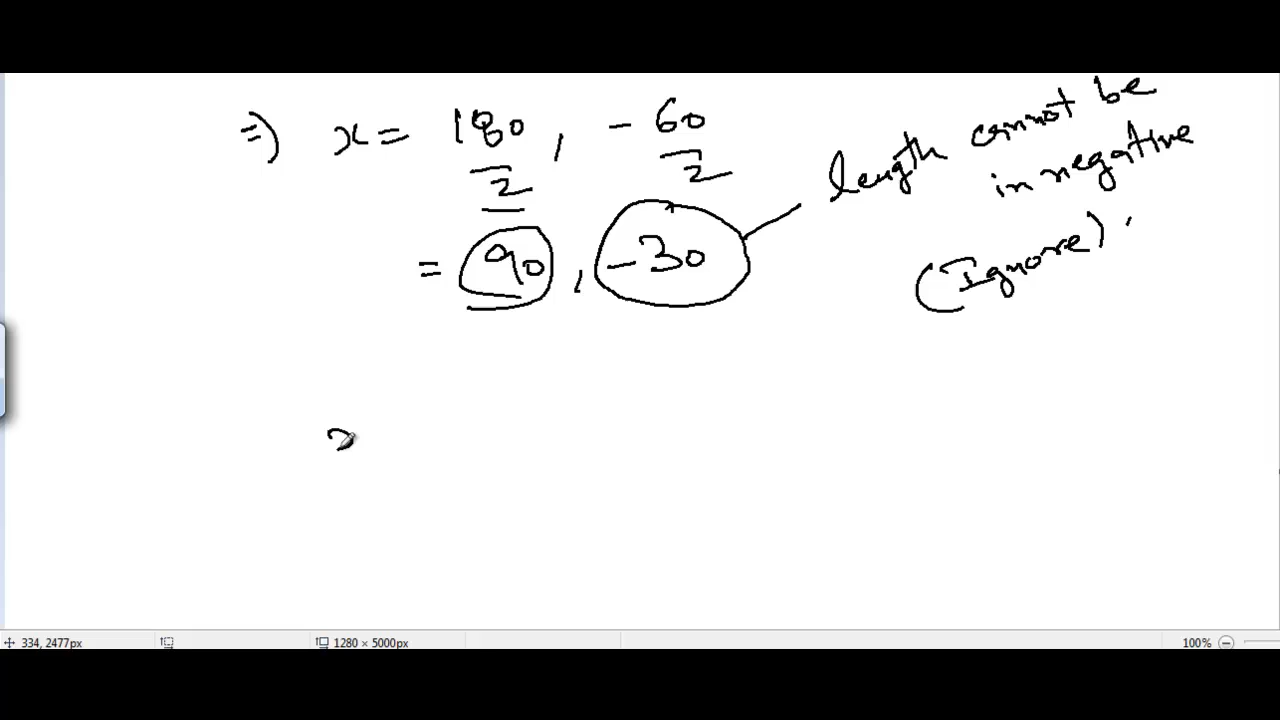 =) x = 180/2 , -60/2
= 90 , -30
length cannot be
in negative
(Ignore).
x
334, 2477px
1280 × 5000px
100%